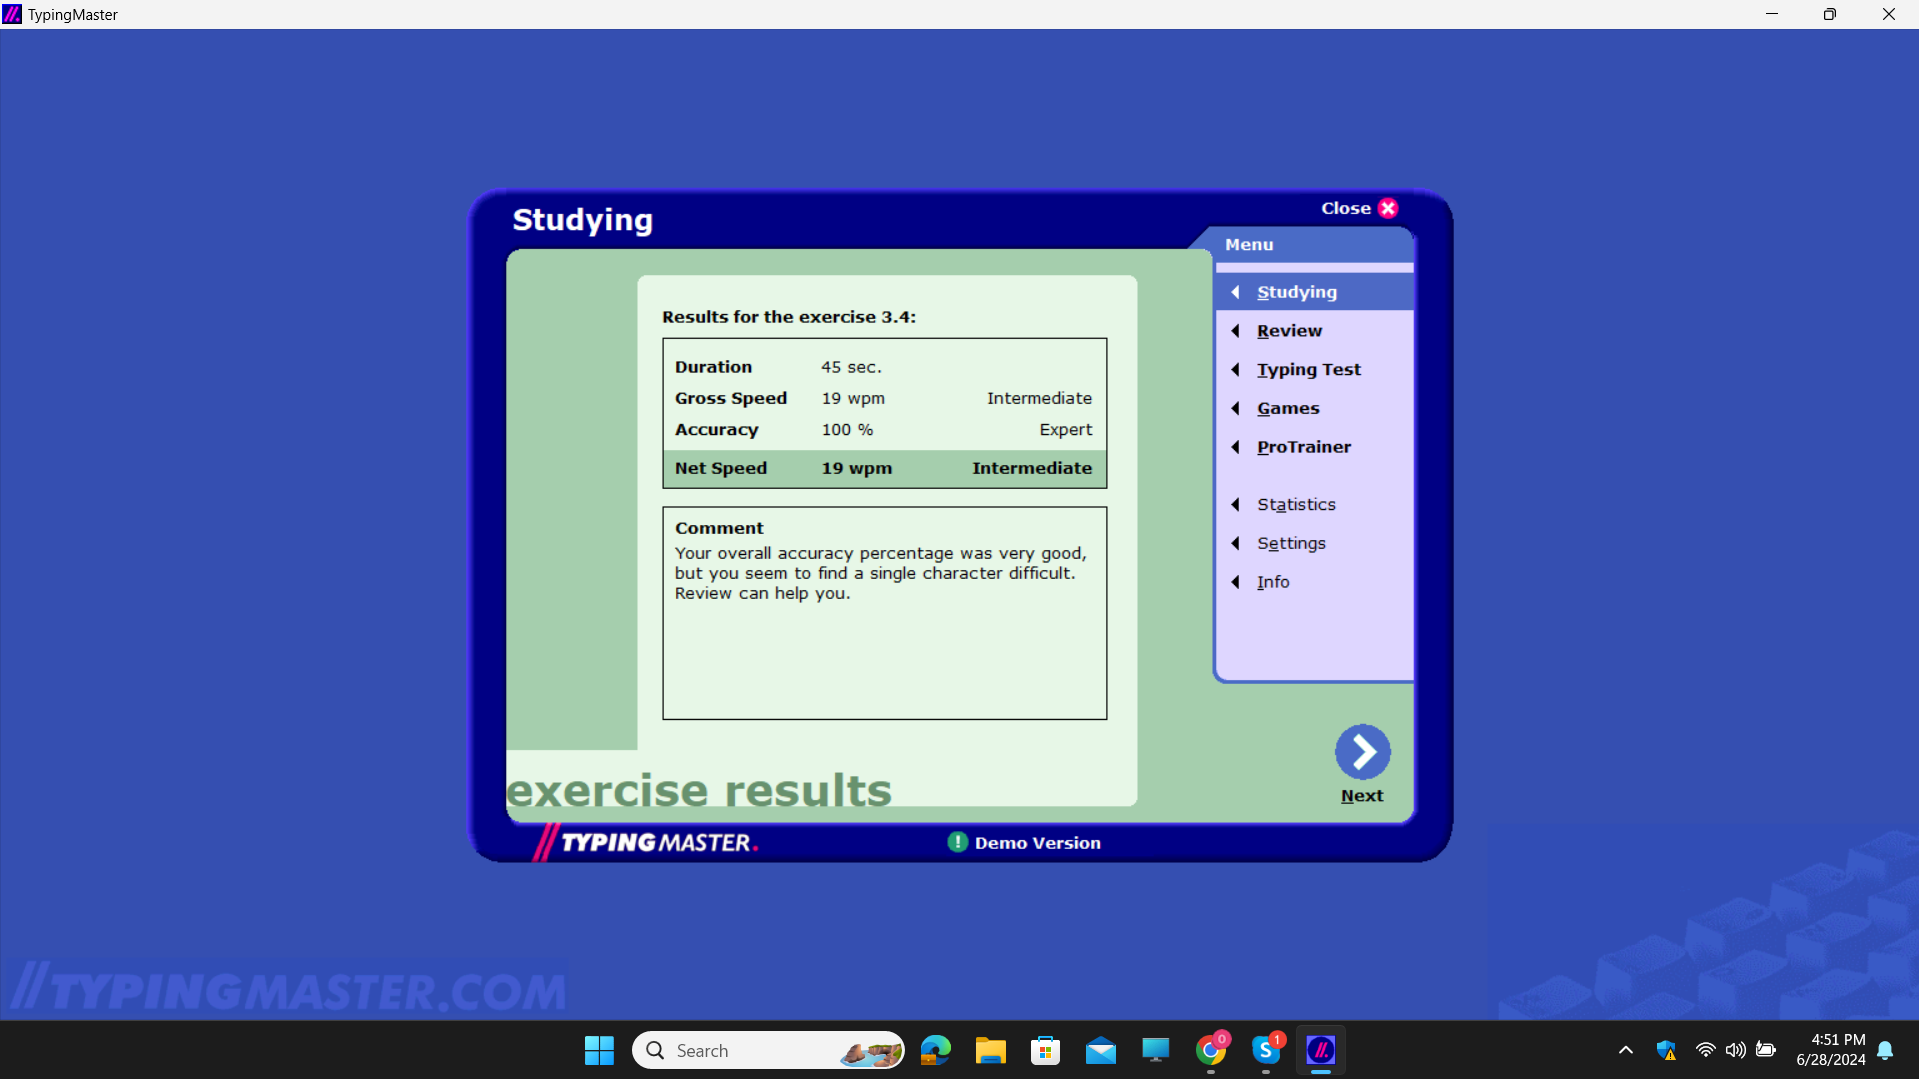 TypingMaster
Studying
Close
Menu
Studying
Review
Typing Test
Games
ProTrainer
Statistics
Settings
Info
Results for the exercise 3.4:
Duration 45 sec.
Gross Speed 19 wpm Intermediate
Accuracy 100 % Expert
Net Speed 19 wpm Intermediate
Comment
Your overall accuracy percentage was very good,
but you seem to find a single character difficult.
Review can help you.
exercise results
Next
TYPING MASTER.
! Demo Version
//TYPINGMASTER.COM
Search
0
S
1
4:51 PM
6/28/2024